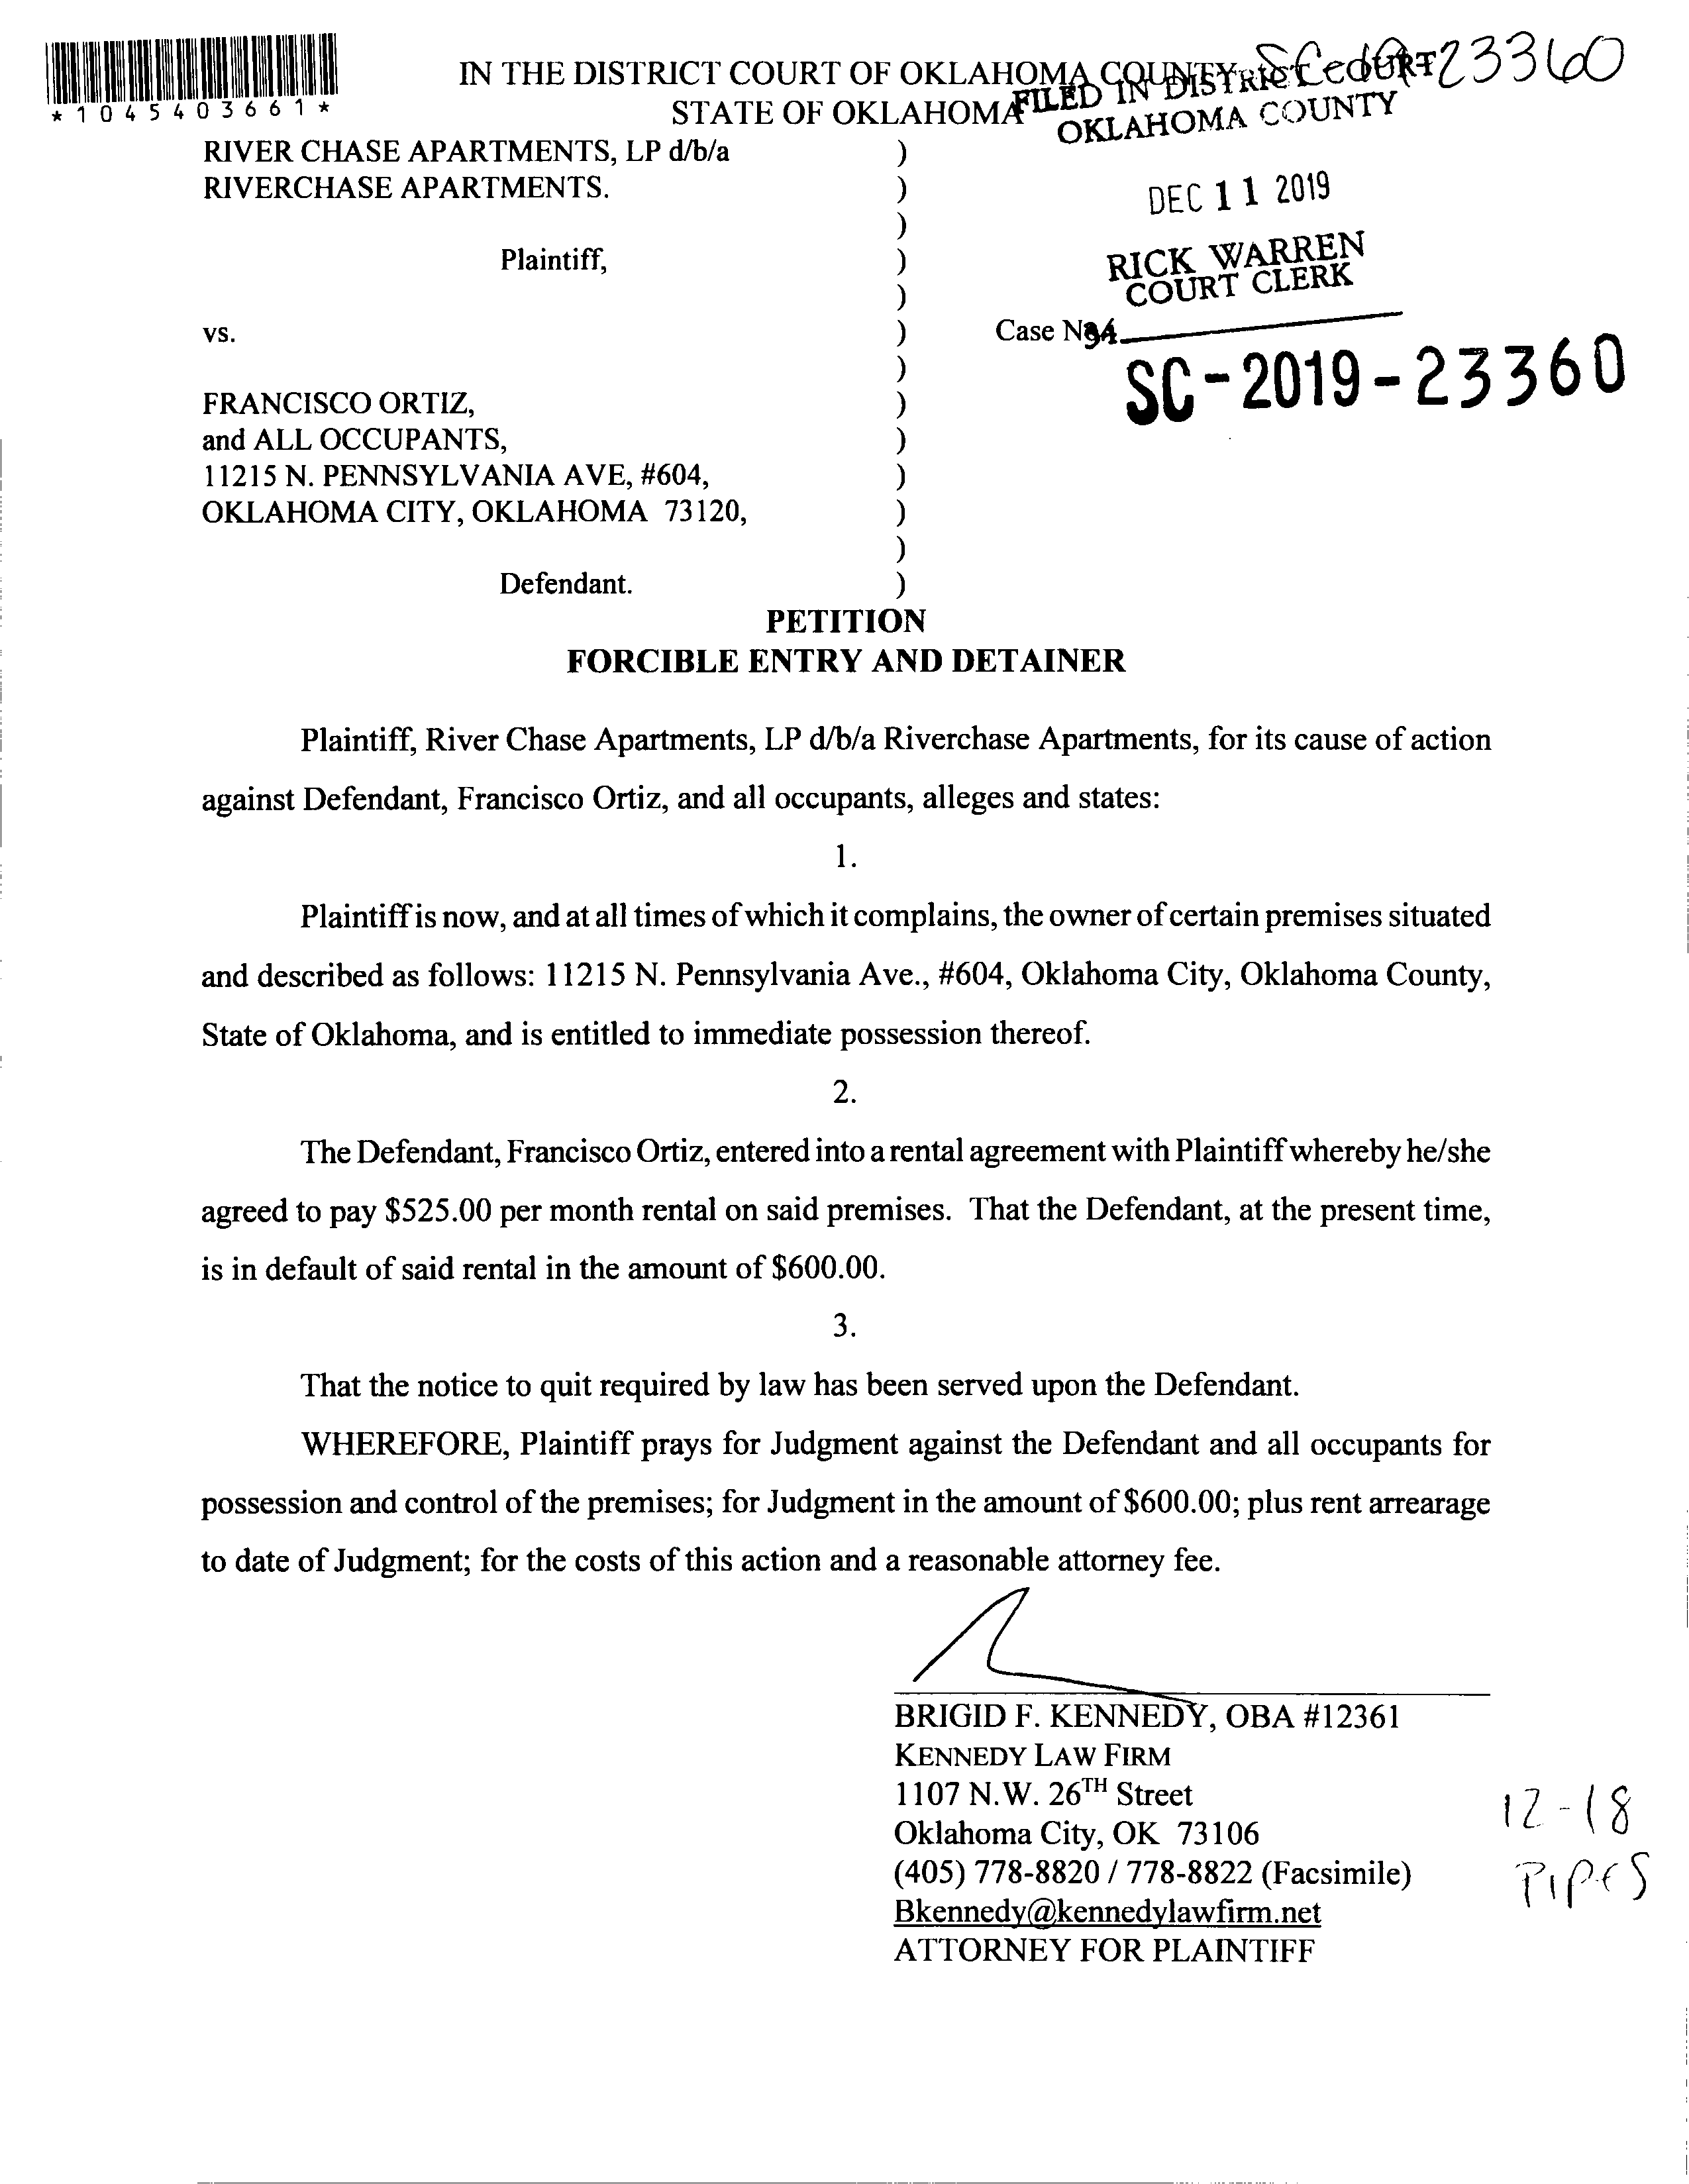 *1045403661*
IN THE DISTRICT COURT OF OKLAHOMA COUNTY
STATE OF OKLAHOMA
23360
FILED IN DISTRICT COURT
OKLAHOMA COUNTY
DEC 11 2019
RICK WARREN
COURT CLERK
RIVER CHASE APARTMENTS, LP d/b/a )
RIVERCHASE APARTMENTS. )
)
Plaintiff, )
)
vs. ) Case No.
)
SC-2019-23360
FRANCISCO ORTIZ, )
and ALL OCCUPANTS, )
11215 N. PENNSYLVANIA AVE, #604, )
OKLAHOMA CITY, OKLAHOMA 73120, )
)
Defendant. )
PETITION
FORCIBLE ENTRY AND DETAINER
Plaintiff, River Chase Apartments, LP d/b/a Riverchase Apartments, for its cause of action
against Defendant, Francisco Ortiz, and all occupants, alleges and states:
1.
Plaintiff is now, and at all times of which it complains, the owner of certain premises situated
and described as follows: 11215 N. Pennsylvania Ave., #604, Oklahoma City, Oklahoma County,
State of Oklahoma, and is entitled to immediate possession thereof.
2.
The Defendant, Francisco Ortiz, entered into a rental agreement with Plaintiff whereby he/she
agreed to pay $525.00 per month rental on said premises. That the Defendant, at the present time,
is in default of said rental in the amount of $600.00.
3.
That the notice to quit required by law has been served upon the Defendant.
WHEREFORE, Plaintiff prays for Judgment against the Defendant and all occupants for
possession and control of the premises; for Judgment in the amount of $600.00; plus rent arrearage
to date of Judgment; for the costs of this action and a reasonable attorney fee.
BRIGID F. KENNEDY, OBA #12361
KENNEDY LAW FIRM
1107 N.W. 26TH Street
Oklahoma City, OK 73106
(405) 778-8820 / 778-8822 (Facsimile)
Bkennedy@kennedylawfirm.net
ATTORNEY FOR PLAINTIFF
12-18
PIPES